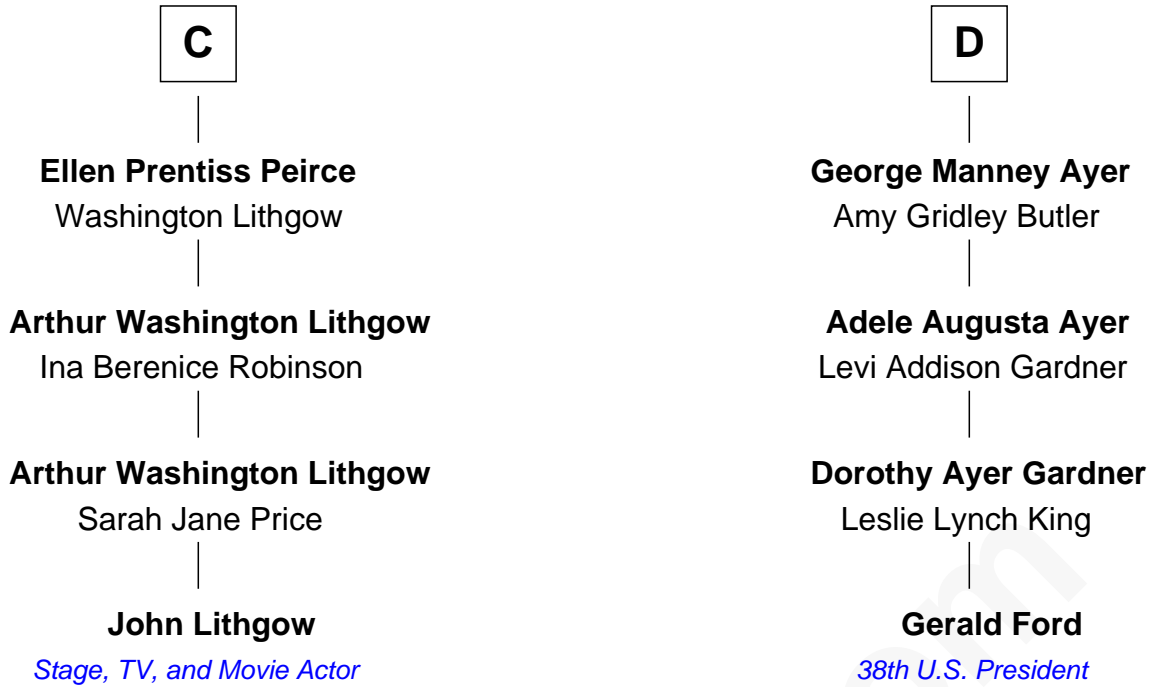 C
Ellen Prentiss Peirce
Washington Lithgow
Arthur Washington Lithgow
Ina Berenice Robinson
Arthur Washington Lithgow
Sarah Jane Price
John Lithgow
Stage, TV, and Movie Actor
D
George Manney Ayer
Amy Gridley Butler
Adele Augusta Ayer
Levi Addison Gardner
Dorothy Ayer Gardner
Leslie Lynch King
Gerald Ford
38th U.S. President